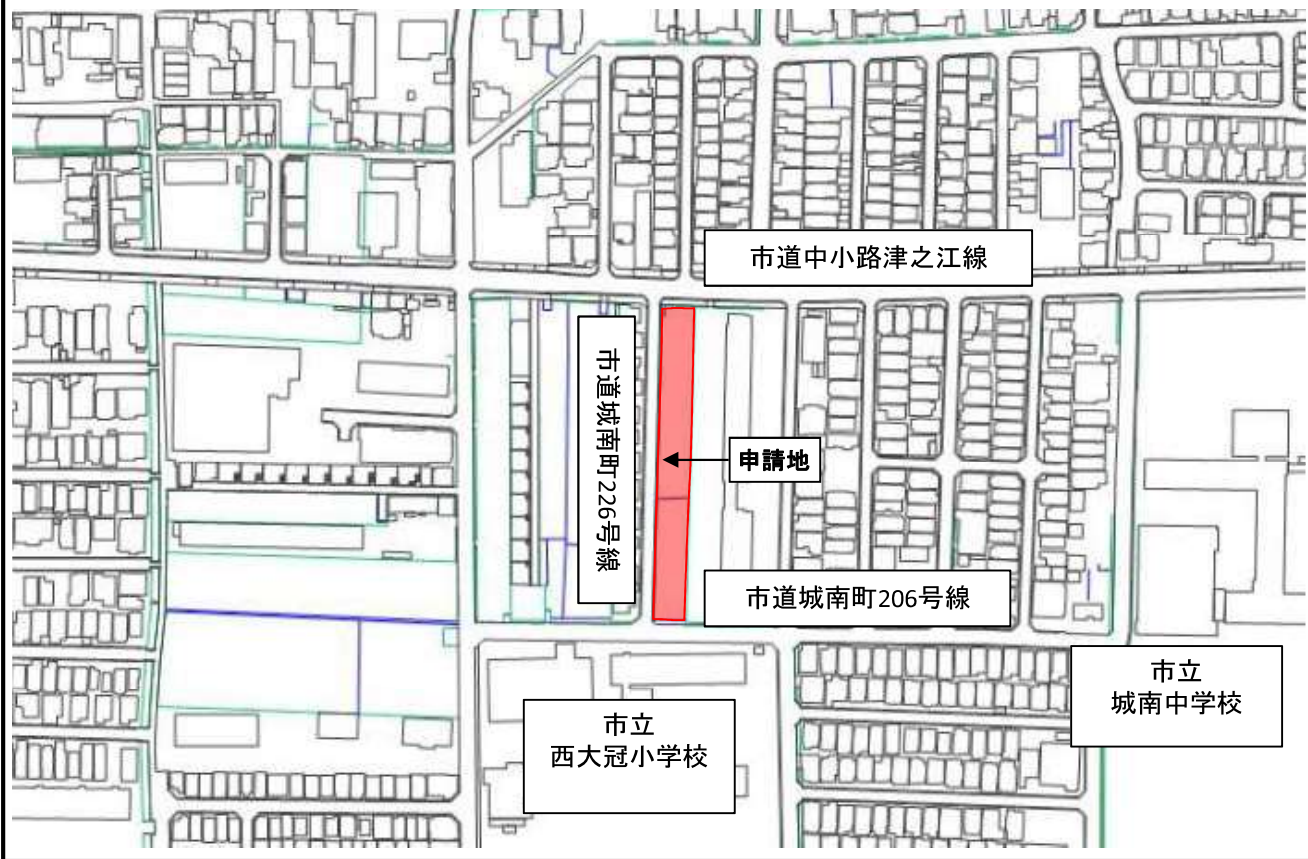 市道中小路津之江線
市道城南町226号線
申請地
市道城南町206号線
市立
城南中学校
市立
西大冠小学校